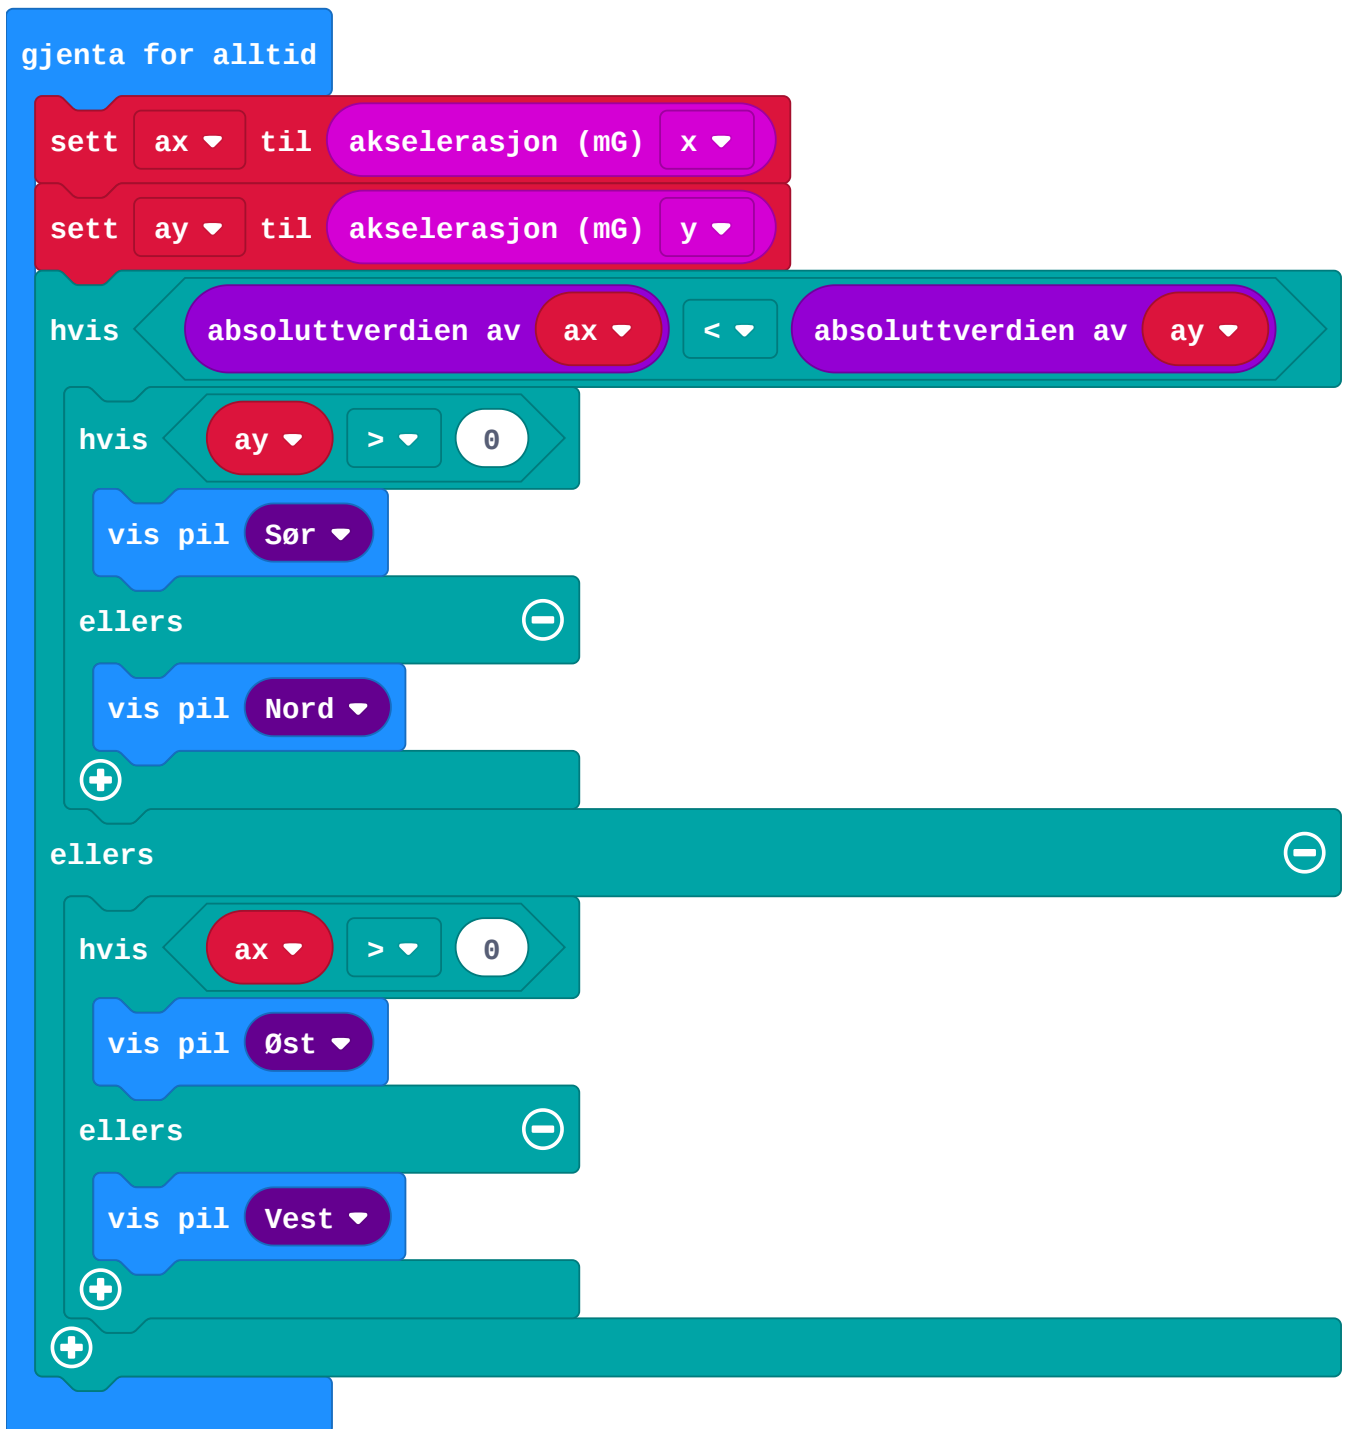 gjenta for alltid
sett ax til akselerasjon (mG) x
sett ay til akselerasjon (mG) y
hvis absoluttverdien av ax < absoluttverdien av ay
hvis ay > 0
vis pil Sør
ellers
vis pil Nord
ellers
hvis ax > 0
vis pil Øst
ellers
vis pil Vest